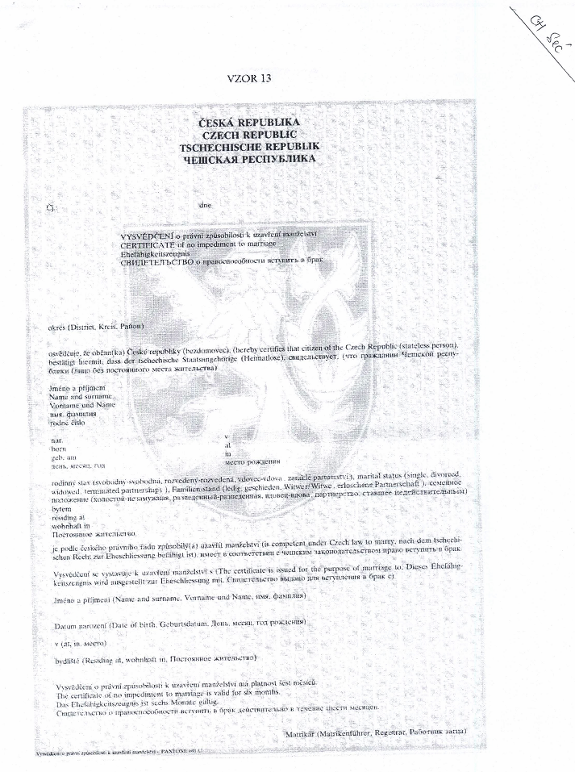 VZOR 13
ČESKÁ REPUBLIKA
CZECH REPUBLIC
TSCHECHISCHE REPUBLIK
ЧЕШСКАЯ РЕСПУБЛИКА
Čj. dne
VYSVĚDČENÍ o právní způsobilosti k uzavření manželství
CERTIFICATE of no impediment to marriage
Ehefähigkeitszeugnis
СВИДЕТЕЛЬСТВО о правоспособности вступить в брак
okres (District, Kreis, Район)
osvědčuje, že občan(ka) České republiky (bezdomovec), (hereby certifies that citizen of the Czech Republic (stateless person),
bestätigt hiermit, dass der tschechische Staatsangehörige (Heimatlose), свидельствует, (что гражданин Чешской респу-
блики (лицо без постоянного места жительства)
Jméno a příjmení
Name and surname
Vorname und Name
имя, фамилия
rodné číslo
nar. v
born at
geb. am in
день, месяц, год место рождения
rodinný stav (svobodný-svobodná, rozvedený-rozvedená, vdovec-vdova, zaniklé partnerství), marital status (single, divorced,
widowed, terminated partnerships ), Familienstand (ledig, geschieden, Witwer/Witwe , erloschene Partnerschaft ), семейное
положение (холостой-незамужняя, разведенный-разведенная, вдовец-вдова, партнерство, ставшее недействительным)
bytem
residing at
wohnhaft in
Постоянное жительство
je podle českého právního řádu způsobilý(á) uzavřít manželství (is competent under Czech law to marry, nach dem tschechi-
schen Recht zur Eheschliessung befähigt ist), имеет в соответствии с чешским законодательством право вступить в брак
Vysvědčení se vystavuje k uzavření manželství s (The certificate is issued for the purpose of marriage to. Dieses Ehefähig-
keitszeugnis wird ausgestellt zur Eheschliessung mit. Свидетельство выдано для вступления в брак с)
Jméno a příjmení (Name and surname, Vorname und Name, имя, фамилия)
Datum narození (Date of birth, Geburtsdatum, День, месяц, год рождения)
v (at, in, место)
bydliště (Residing at, wohnhaft in, Постоянное жительство)
Vysvědčení o právní způsobilosti k uzavření manželství má platnost šest měsíců.
The certificate of no impediment to marriage is valid for six months.
Das Ehefähigkeitszeugnis ist sechs Monate gültig.
Свидетельство о правоспособности вступить в брак действительно в течение шести месяцев.
Matrikář (Matrikenführer, Registrar, Работник загса)
Vysvědčení o právní způsobilosti k uzavření manželství - PANTONE